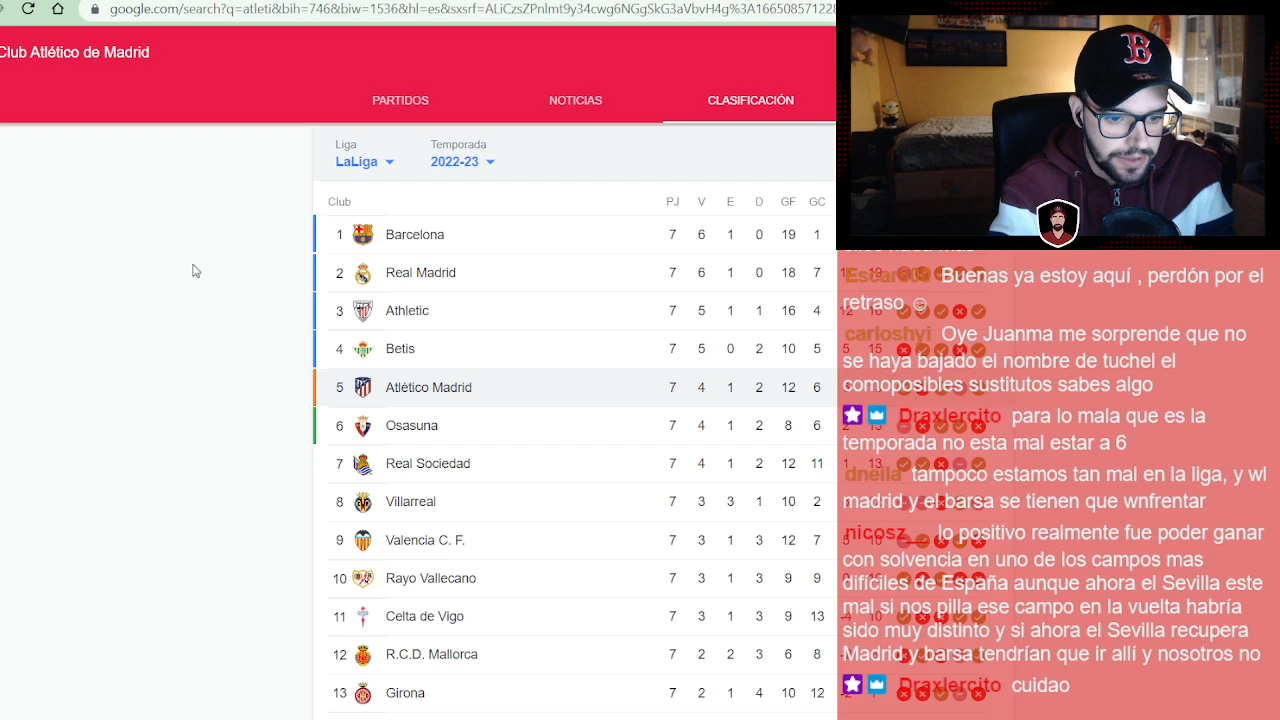 search?q=atleti&bih=746&biw=1536&hl=es&sxsrf=ALiCzsZPnlmt9y34cwg6NGgSkG3aVbvH4g%3A16650857122
Club Atlético de Madrid
PARTIDOS NOTICIAS CLASIFICACIÓN
Liga Temporada
LaLiga 2022-23
Club PJ V E D GF GC
1 Barcelona 7 6 1 0 19 1
2 Real Madrid 7 6 1 0 18 7
3 Athletic 7 5 1 1 16 4
4 Betis 7 5 0 2 10 5
5 Atlético Madrid 7 4 1 2 12 6
6 Osasuna 7 4 1 2 8 6
7 Real Sociedad 7 4 1 2 12 11
8 Villarreal 7 3 3 1 10 2
9 Valencia C. F. 7 3 1 3 12 7
10 Rayo Vallecano 7 3 1 3 9 9
11 Celta de Vigo 7 3 1 3 9 13
12 R.C.D. Mallorca 7 2 2 3 6 8
13 Girona 7 2 1 4 10 12
B
Buenas ya estoy aquí , perdón por el
retraso
carloshyi Oye Juanma me sorprende que no
se haya bajado el nombre de tuchel el
comoposibles sustitutos sabes algo
Draxlercito para lo mala que es la
temporada no esta mal estar a 6
dneila tampoco estamos tan mal en la liga, y wl
madrid y el barsa se tienen que wnfrentar
nicosz__ lo positivo realmente fue poder ganar
con solvencia en uno de los campos mas
difíciles de España aunque ahora el Sevilla este
mal si nos pilla ese campo en la vuelta habría
sido muy distinto y si ahora el Sevilla recupera
Madrid y barsa tendrían que ir allí y nosotros no
Draxlercito cuidao